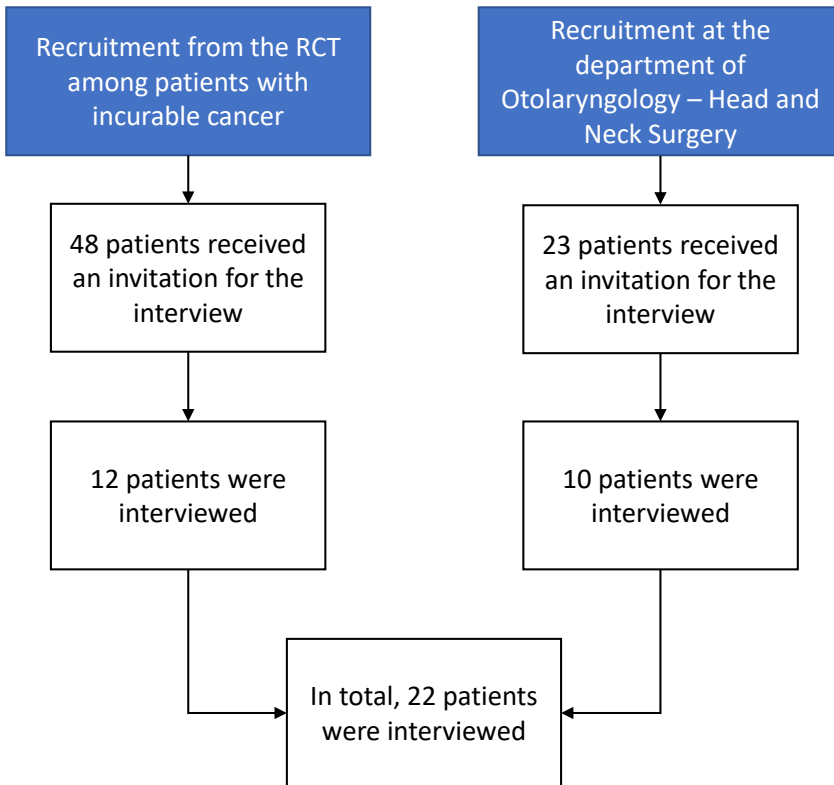 Recruitment from the RCT
among patients with
incurable cancer
Recruitment at the
department of
Otolaryngology – Head and
Neck Surgery
48 patients received
an invitation for the
interview
23 patients received
an invitation for the
interview
12 patients were
interviewed
10 patients were
interviewed
In total, 22 patients
were interviewed